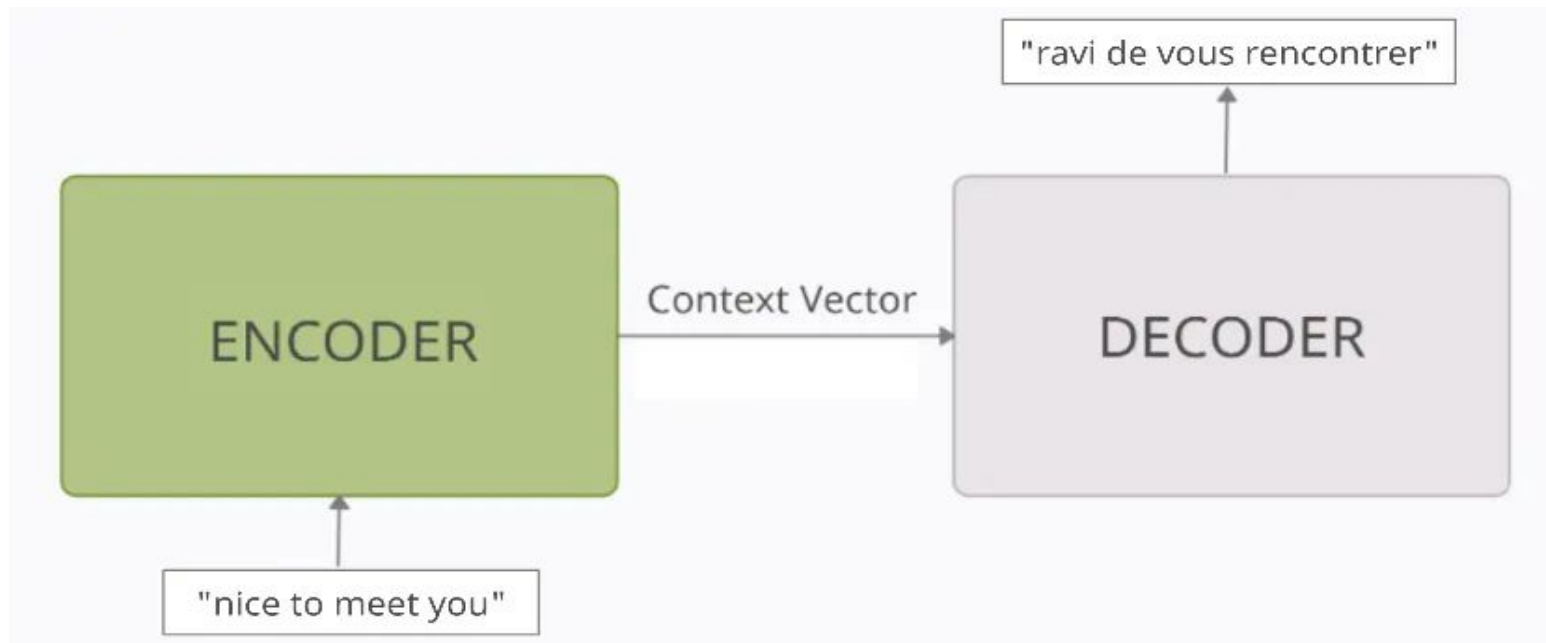 "ravi de vous rencontrer"
ENCODER
Context Vector
DECODER
"nice to meet you"